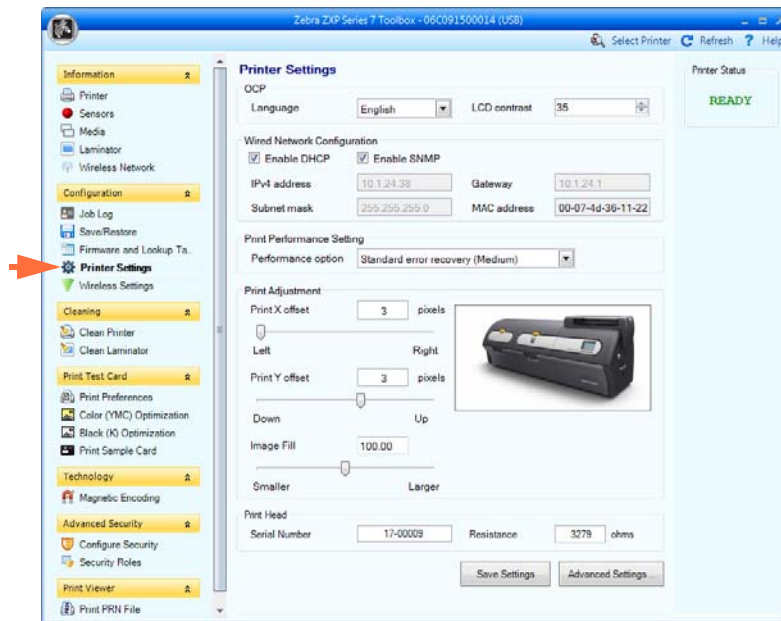 Zebra ZXP Series 7 Toolbox - 06C091500014 (USB)
Select Printer Refresh ? Help
Information
Printer
Sensors
Media
Laminator
Wireless Network
Configuration
Job Log
Save/Restore
Firmware and Lookup Ta..
Printer Settings
Wireless Settings
Cleaning
Clean Printer
Clean Laminator
Print Test Card
Print Preferences
Color (YMC) Optimization
Black (K) Optimization
Print Sample Card
Technology
Magnetic Encoding
Advanced Security
Configure Security
Security Roles
Print Viewer
Print PRN File
Printer Settings
OCP
Language English LCD contrast 35
Wired Network Configuration
Enable DHCP Enable SNMP
IPv4 address 10.1.24.38 Gateway 10.1.24.1
Subnet mask 255.255.255.0 MAC address 00-07-4d-36-11-22
Print Performance Setting
Performance option Standard error recovery (Medium)
Print Adjustment
Print X offset 3 pixels
Left Right
Print Y offset 3 pixels
Down Up
Image Fill 100.00
Smaller Larger
Print Head
Serial Number 17-00009 Resistance 3279 ohms
Save Settings Advanced Settings...
Printer Status
READY